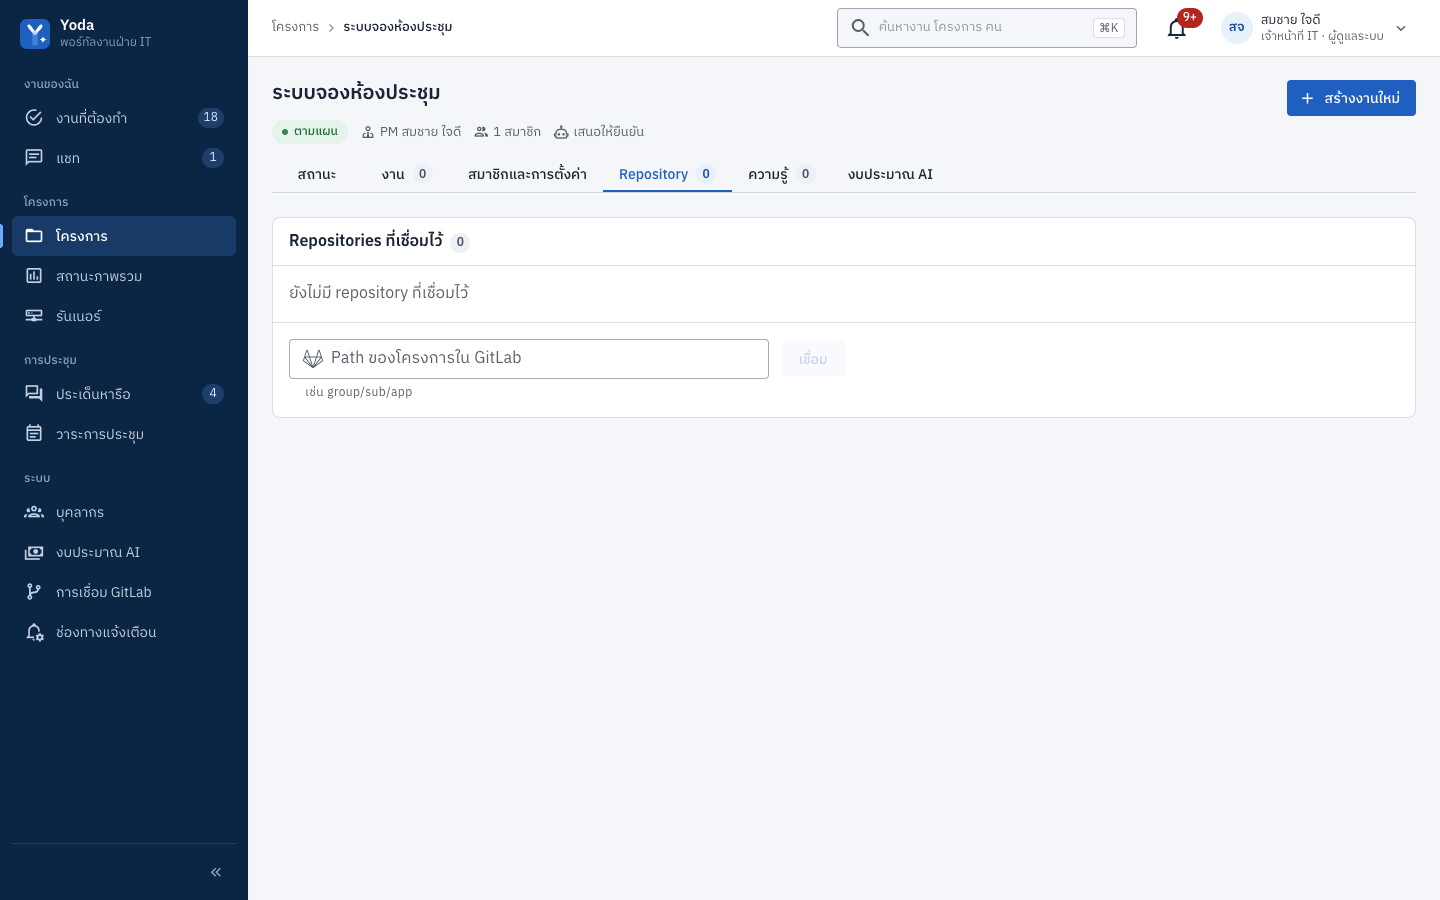 Yoda
พอร์ทัลงานฝ่าย IT
งานของฉัน
งานที่ต้องทำ 18
แชท 1
โครงการ
โครงการ
สถานะภาพรวม
รันเนอร์
การประชุม
ประเด็นหารือ 4
วาระการประชุม
ระบบ
บุคลากร
งบประมาณ AI
การเชื่อม GitLab
ช่องทางแจ้งเตือน
โครงการ > ระบบจองห้องประชุม
ค้นหางาน โครงการ คน ⌘K
9+
สจ
สมชาย ใจดี
เจ้าหน้าที่ IT · ผู้ดูแลระบบ
ระบบจองห้องประชุม
+ สร้างงานใหม่
ตามแผน PM สมชาย ใจดี 1 สมาชิก เสนอให้ยืนยัน
สถานะ งาน 0 สมาชิกและการตั้งค่า Repository 0 ความรู้ 0 งบประมาณ AI
Repositories ที่เชื่อมไว้ 0
ยังไม่มี repository ที่เชื่อมไว้
Path ของโครงการใน GitLab เชื่อม
เช่น group/sub/app